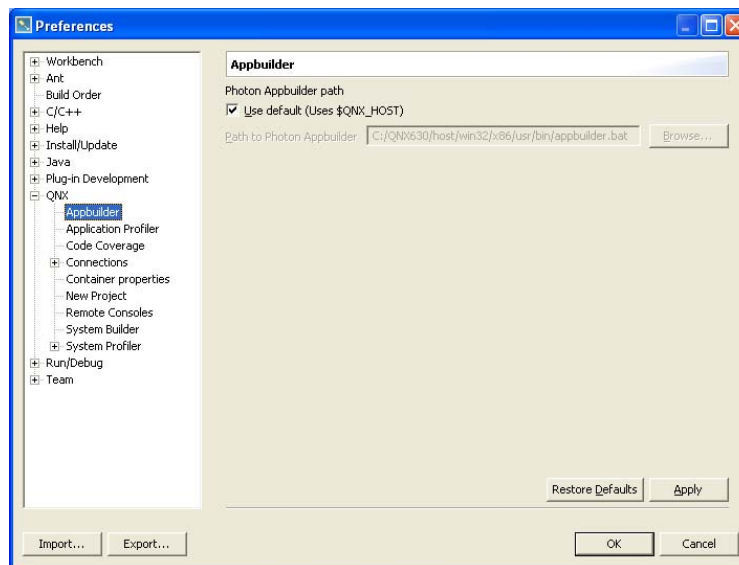 Preferences
Workbench
Ant
Build Order
C/C++
Help
Install/Update
Java
Plug-in Development
QNX
Appbuilder
Application Profiler
Code Coverage
Connections
Container properties
New Project
Remote Consoles
System Builder
System Profiler
Run/Debug
Team
Appbuilder
Photon Appbuilder path
Use default (Uses $QNX_HOST)
Path to Photon Appbuilder C:/QNX630/host/win32/x86/usr/bin/appbuilder.bat Browse...
Restore Defaults Apply
Import... Export... OK Cancel